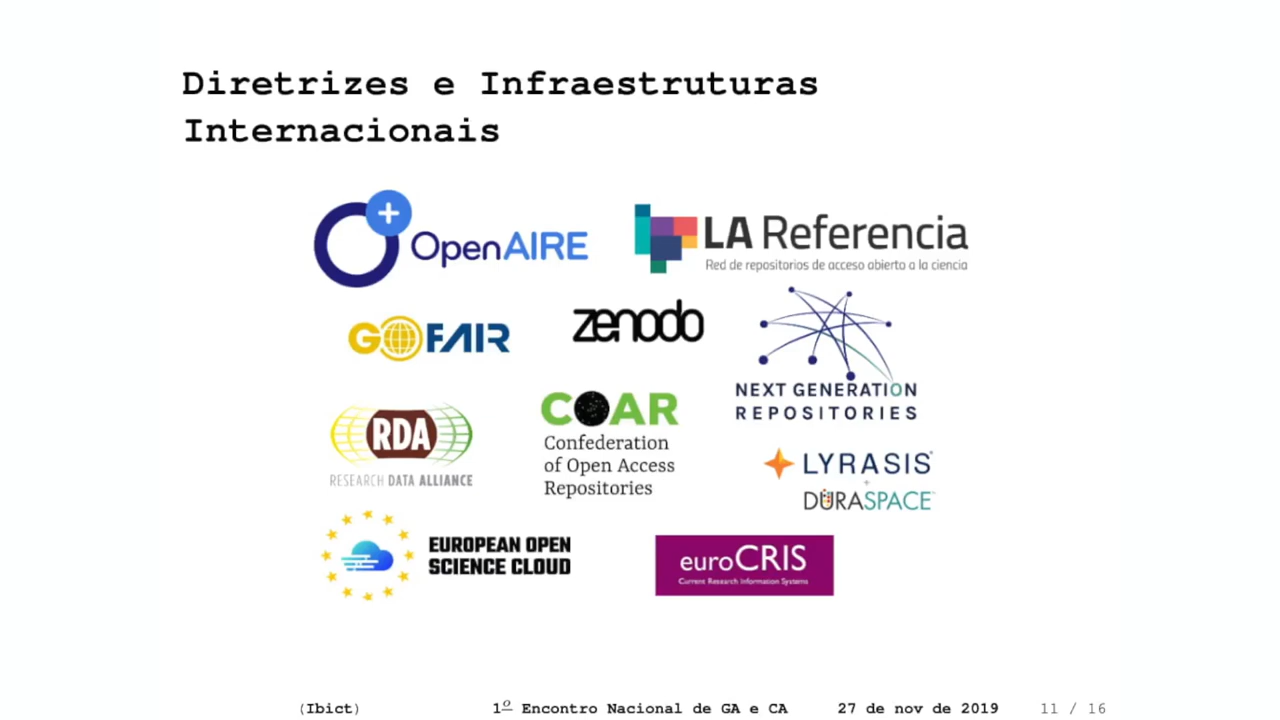 Diretrizes e Infraestruturas
Internacionais
OpenAIRE
LA Referencia
Red de repositorios de acceso abierto a la ciencia
GO FAIR
zenodo
NEXT GENERATION
REPOSITORIES
COAR
Confederation
of Open Access
Repositories
RDA
RESEARCH DATA ALLIANCE
LYRASIS
+
DURASPACE
EUROPEAN OPEN
SCIENCE CLOUD
euroCRIS
Current Research Information Systems
(Ibict) 1º Encontro Nacional de GA e CA 27 de nov de 2019 11 / 16